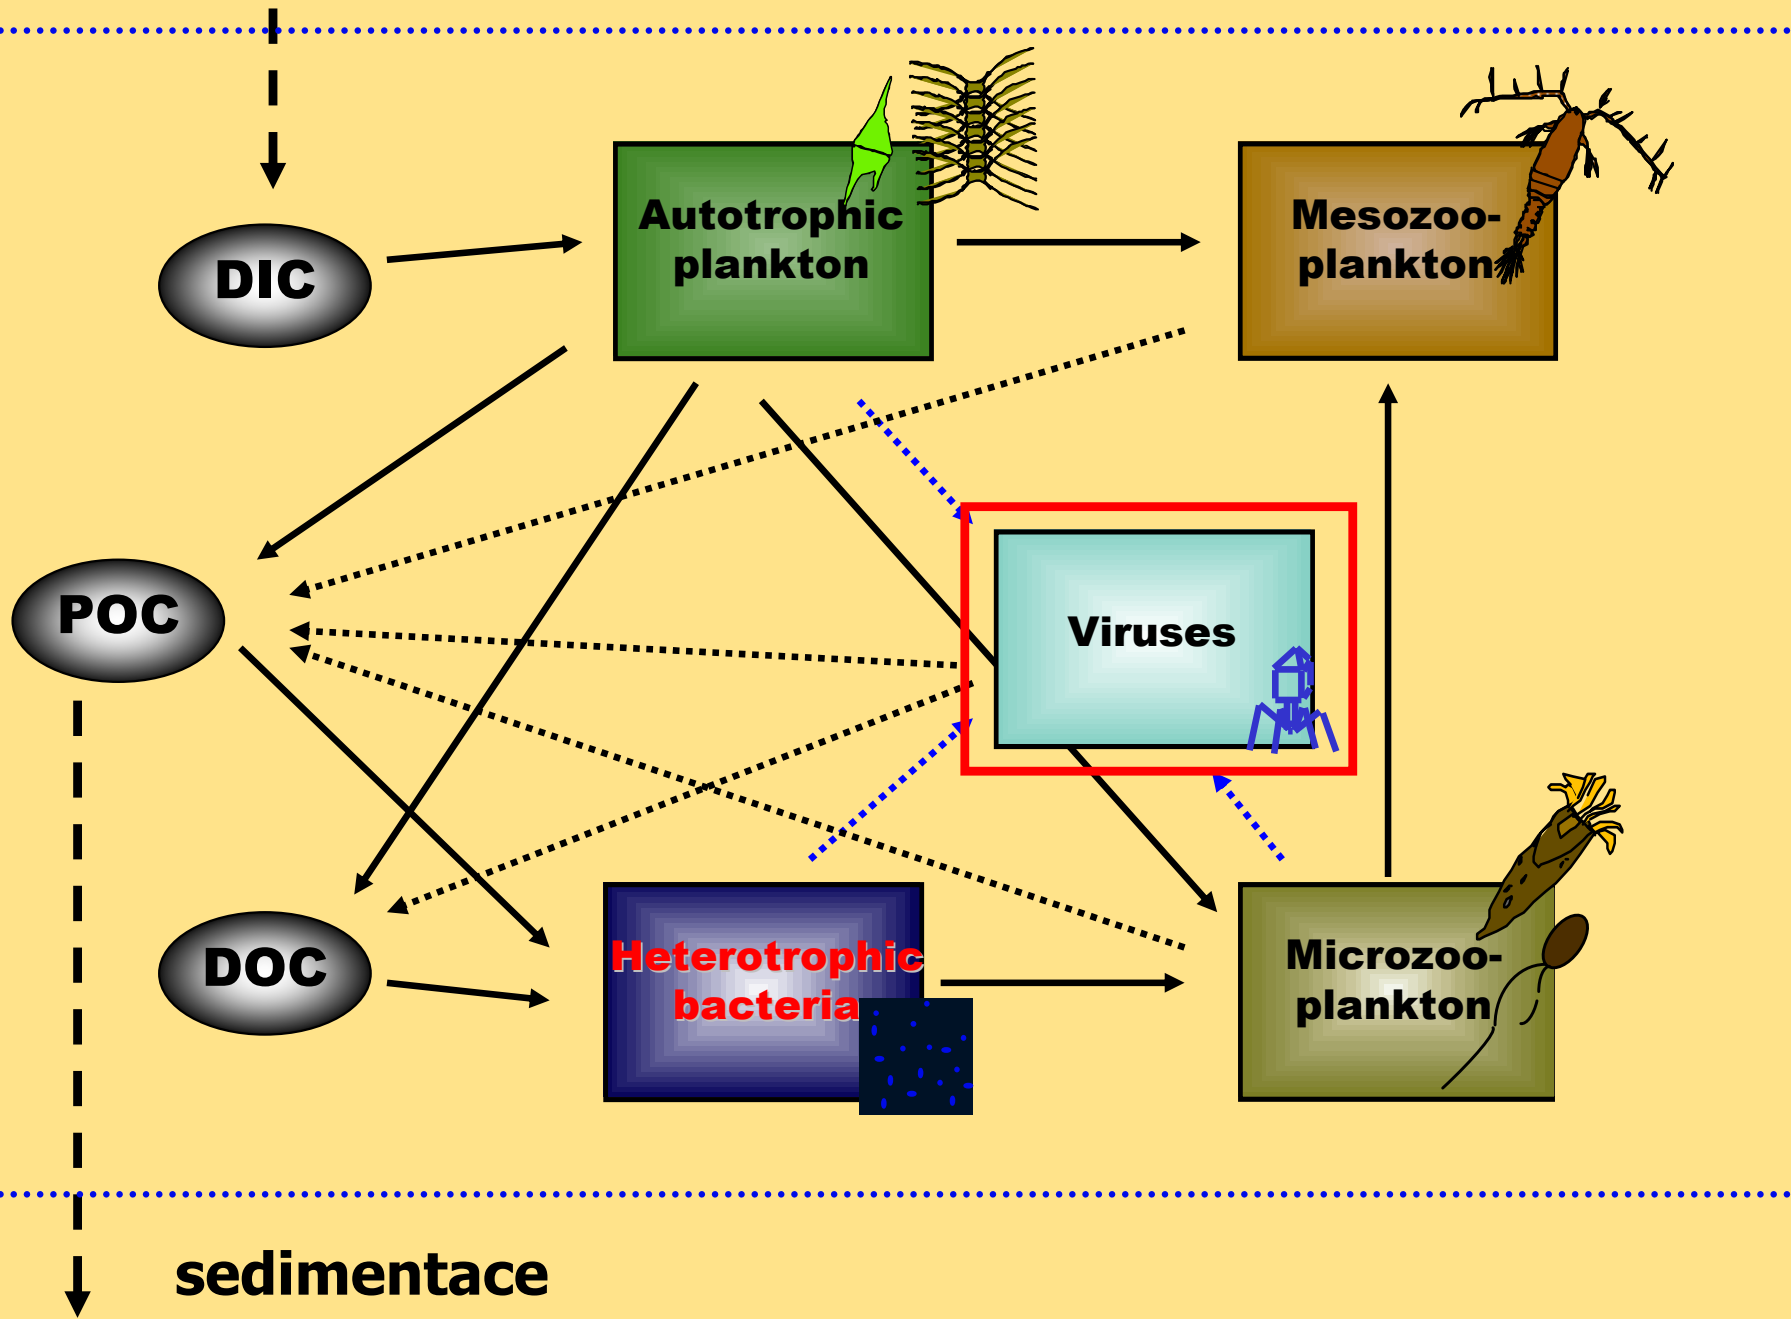 Autotrophic
plankton
Mesozoo-
plankton
DIC
POC
Viruses
DOC
Heterotrophic
bacteria
Microzoo-
plankton
sedimentace